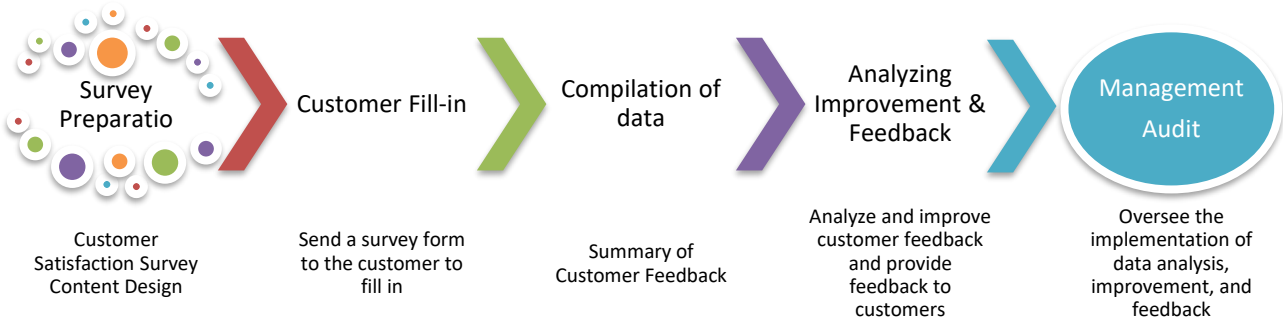 Survey
Preparatio
Customer Fill-in
Compilation of
data
Analyzing
Improvement &
Feedback
Management
Audit
Customer
Satisfaction Survey
Content Design
Send a survey form
to the customer to
fill in
Summary of
Customer Feedback
Analyze and improve
customer feedback
and provide
feedback to
customers
Oversee the
implementation of
data analysis,
improvement, and
feedback